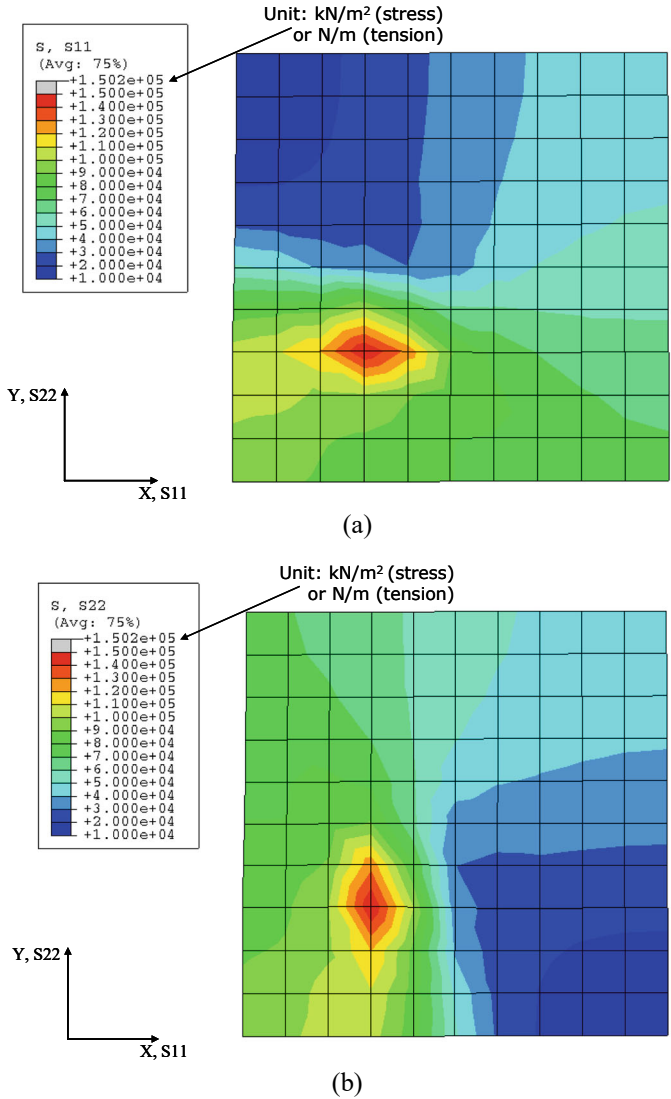 Unit: kN/m² (stress)
or N/m (tension)
S, S11
(Avg: 75%)
+1.502e+05
+1.500e+05
+1.400e+05
+1.300e+05
+1.200e+05
+1.100e+05
+1.000e+05
+9.000e+04
+8.000e+04
+7.000e+04
+6.000e+04
+5.000e+04
+4.000e+04
+3.000e+04
+2.000e+04
+1.000e+04
Y, S22
X, S11
(a)
Unit: kN/m² (stress)
or N/m (tension)
S, S22
(Avg: 75%)
+1.502e+05
+1.500e+05
+1.400e+05
+1.300e+05
+1.200e+05
+1.100e+05
+1.000e+05
+9.000e+04
+8.000e+04
+7.000e+04
+6.000e+04
+5.000e+04
+4.000e+04
+3.000e+04
+2.000e+04
+1.000e+04
Y, S22
X, S11
(b)